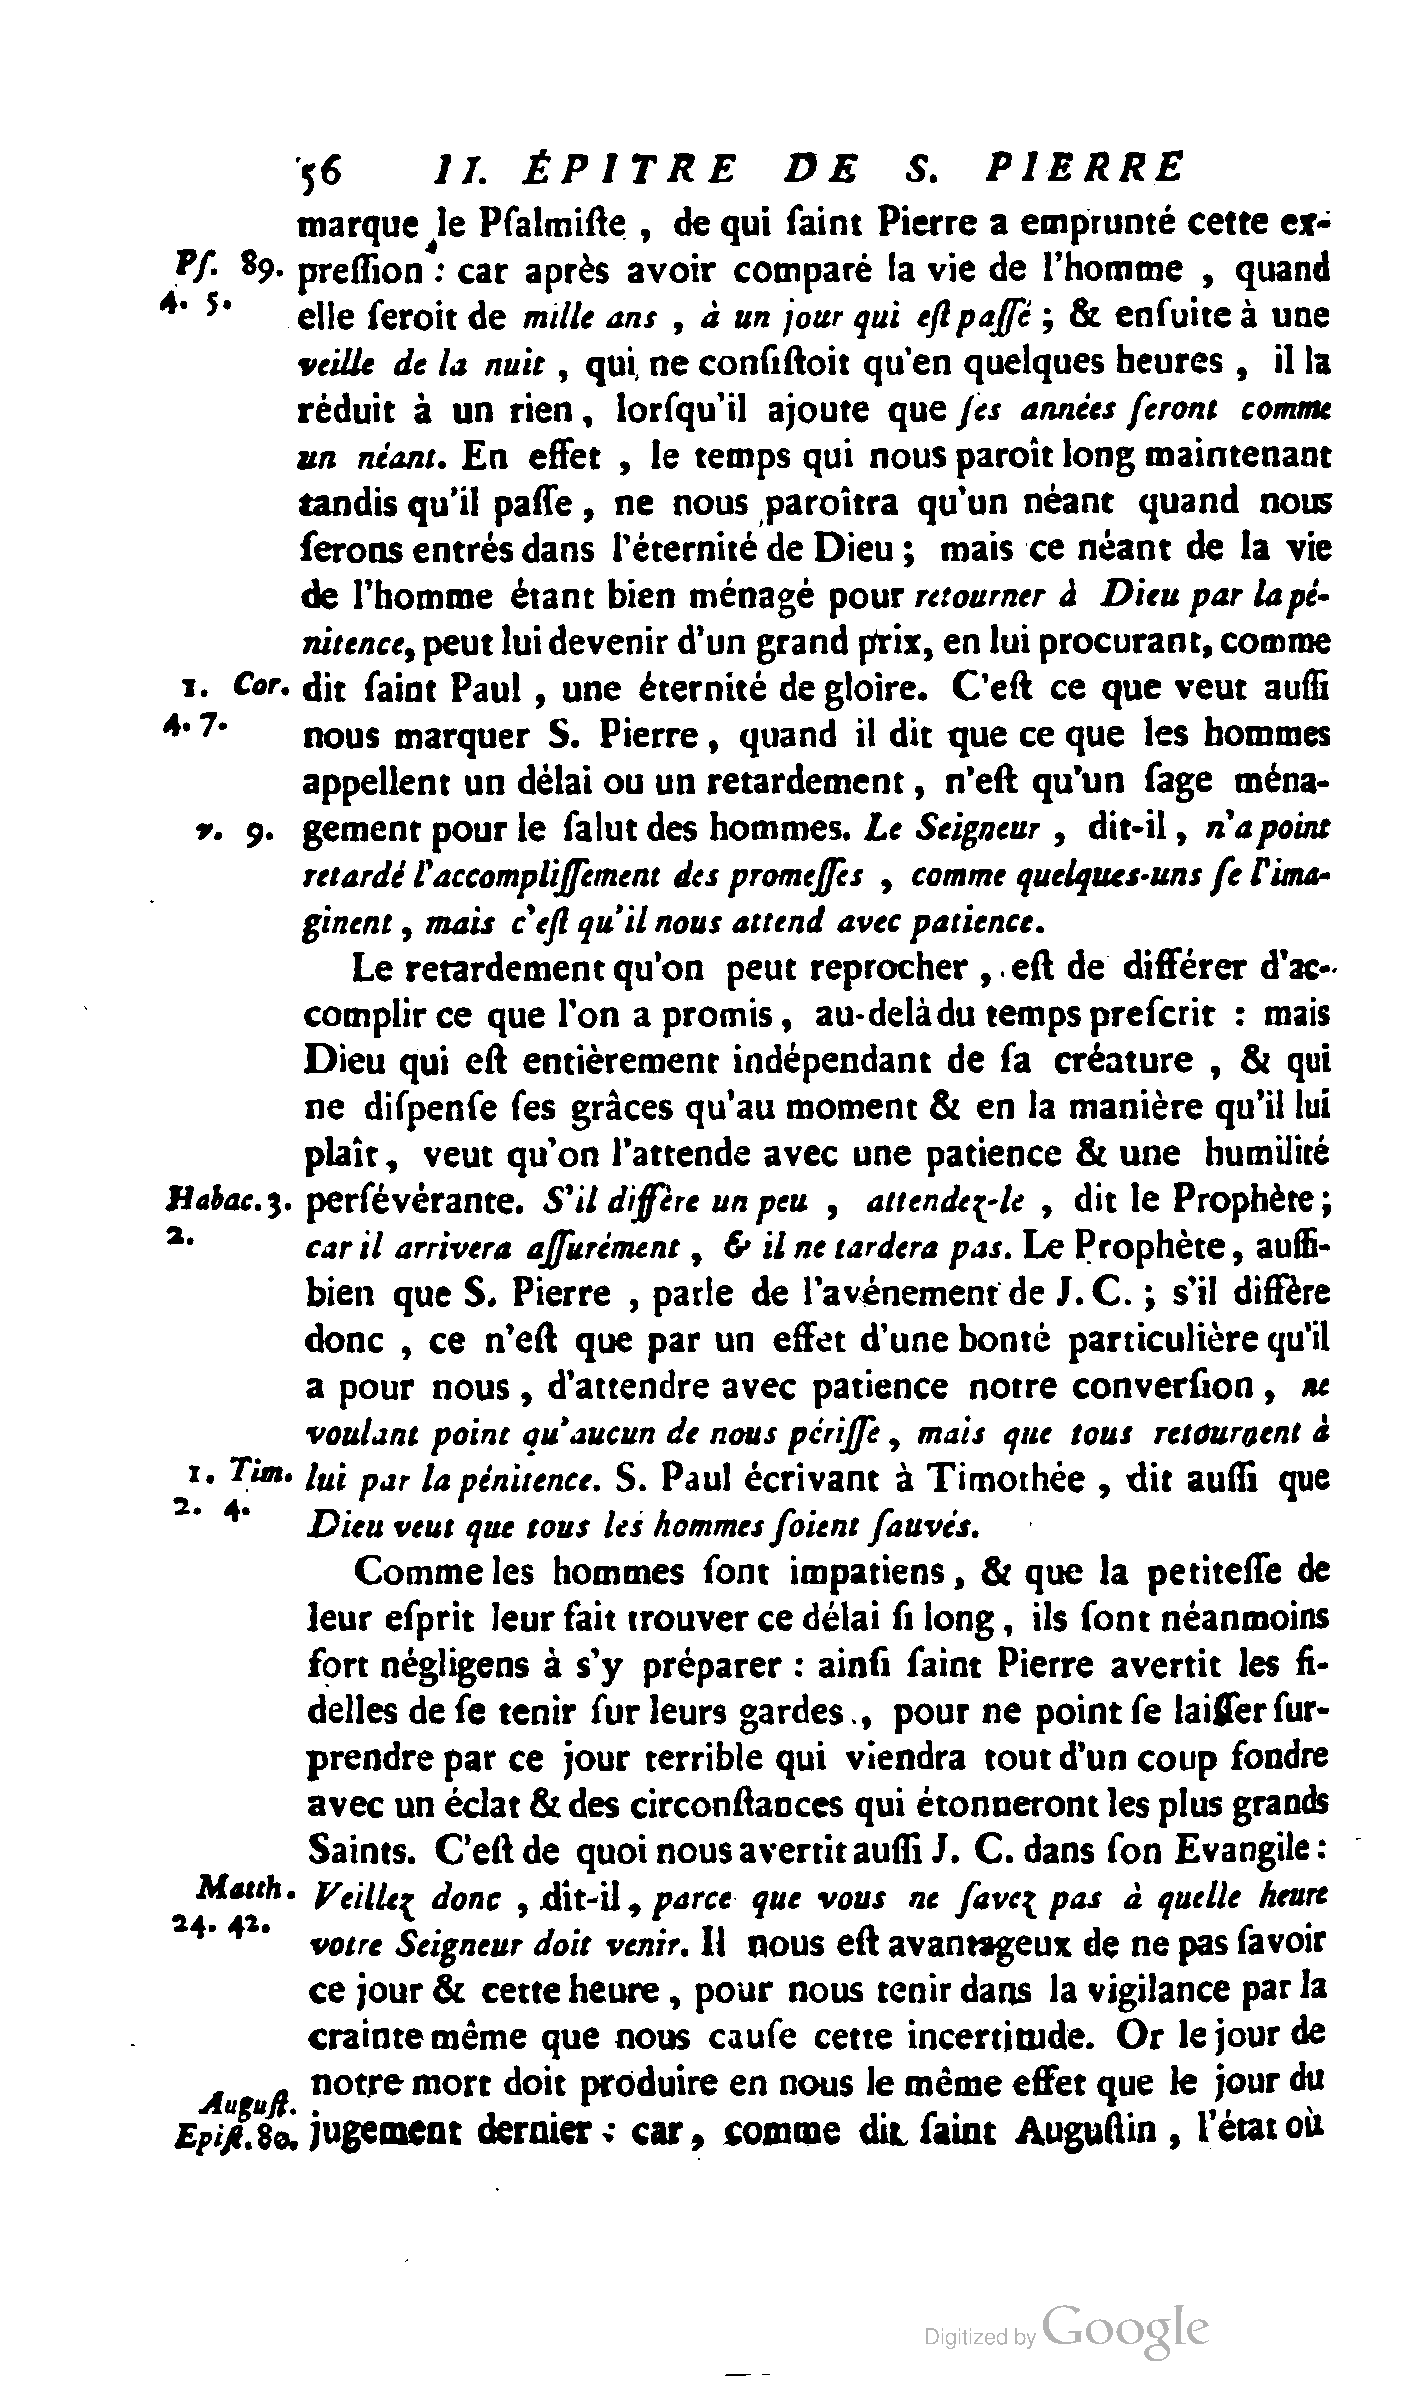 56 II. ÉPITRE DE S. PIERRE
marque le Pſalmiſte, de qui ſaint Pierre a emprunté cette ex-
Pſ. 89. preſſion : car après avoir comparé la vie de l'homme, quand
4. 5. elle ſeroit de mille ans, à un jour qui eſt paſſé ; & enſuite à une
veille de la nuit, qui ne conſiſtoit qu'en quelques heures, il la
réduit à un rien, lorſqu'il ajoute que ſes années ſeront comme
un néant. En effet, le temps qui nous paroît long maintenant
tandis qu'il paſſe, ne nous paroîtra qu'un néant quand nous
ſerons entrés dans l'éternité de Dieu ; mais ce néant de la vie
de l'homme étant bien ménagé pour retourner à Dieu par la pé-
nitence, peut lui devenir d'un grand prix, en lui procurant, comme
1. Cor. dit ſaint Paul, une éternité de gloire. C'eſt ce que veut auſſi
4. 7. nous marquer S. Pierre, quand il dit que ce que les hommes
appellent un délai ou un retardement, n'eſt qu'un ſage ména-
v. 9. gement pour le ſalut des hommes. Le Seigneur, dit-il, n'a point
retardé l'accompliſſement des promeſſes, comme quelques-uns ſe l'ima-
ginent, mais c'eſt qu'il nous attend avec patience.
Le retardement qu'on peut reprocher, eſt de différer d'ac-
complir ce que l'on a promis, au-delà du temps preſcrit : mais
Dieu qui eſt entièrement indépendant de ſa créature, & qui
ne diſpenſe ſes grâces qu'au moment & en la manière qu'il lui
plaît, veut qu'on l'attende avec une patience & une humilité
Habac. 3. perſévérante. S'il diffère un peu, attendez-le, dit le Prophète ;
2. car il arrivera aſſurément, & il ne tardera pas. Le Prophète, auſſi-
bien que S. Pierre, parle de l'avénement de J. C. ; s'il diffère
donc, ce n'eſt que par un effet d'une bonté particulière qu'il
a pour nous, d'attendre avec patience notre converſion, ne
voulant point qu'aucun de nous périſſe, mais que tous retournent à
1. Tim. lui par la pénitence. S. Paul écrivant à Timothée, dit auſſi que
2. 4. Dieu veut que tous les hommes ſoient ſauvés.
Comme les hommes ſont impatiens, & que la petiteſſe de
leur eſprit leur fait trouver ce délai ſi long, ils ſont néanmoins
fort négligens à s'y préparer : ainſi ſaint Pierre avertit les fi-
delles de ſe tenir ſur leurs gardes, pour ne point ſe laiſſer ſur-
prendre par ce jour terrible qui viendra tout d'un coup fondre
avec un éclat & des circonſtances qui étonneront les plus grands
Saints. C'eſt de quoi nous avertit auſſi J. C. dans ſon Evangile :
Matth. Veillez donc, dit-il, parce que vous ne ſavez pas à quelle heure
24. 42. votre Seigneur doit venir. Il nous eſt avantageux de ne pas ſavoir
ce jour & cette heure, pour nous tenir dans la vigilance par la
crainte même que nous cauſe cette incertitude. Or le jour de
notre mort doit produire en nous le même effet que le jour du
Auguſt.
Epiſt. 80. jugement dernier : car, comme dit ſaint Auguſtin, l'état où
Digitized by Google